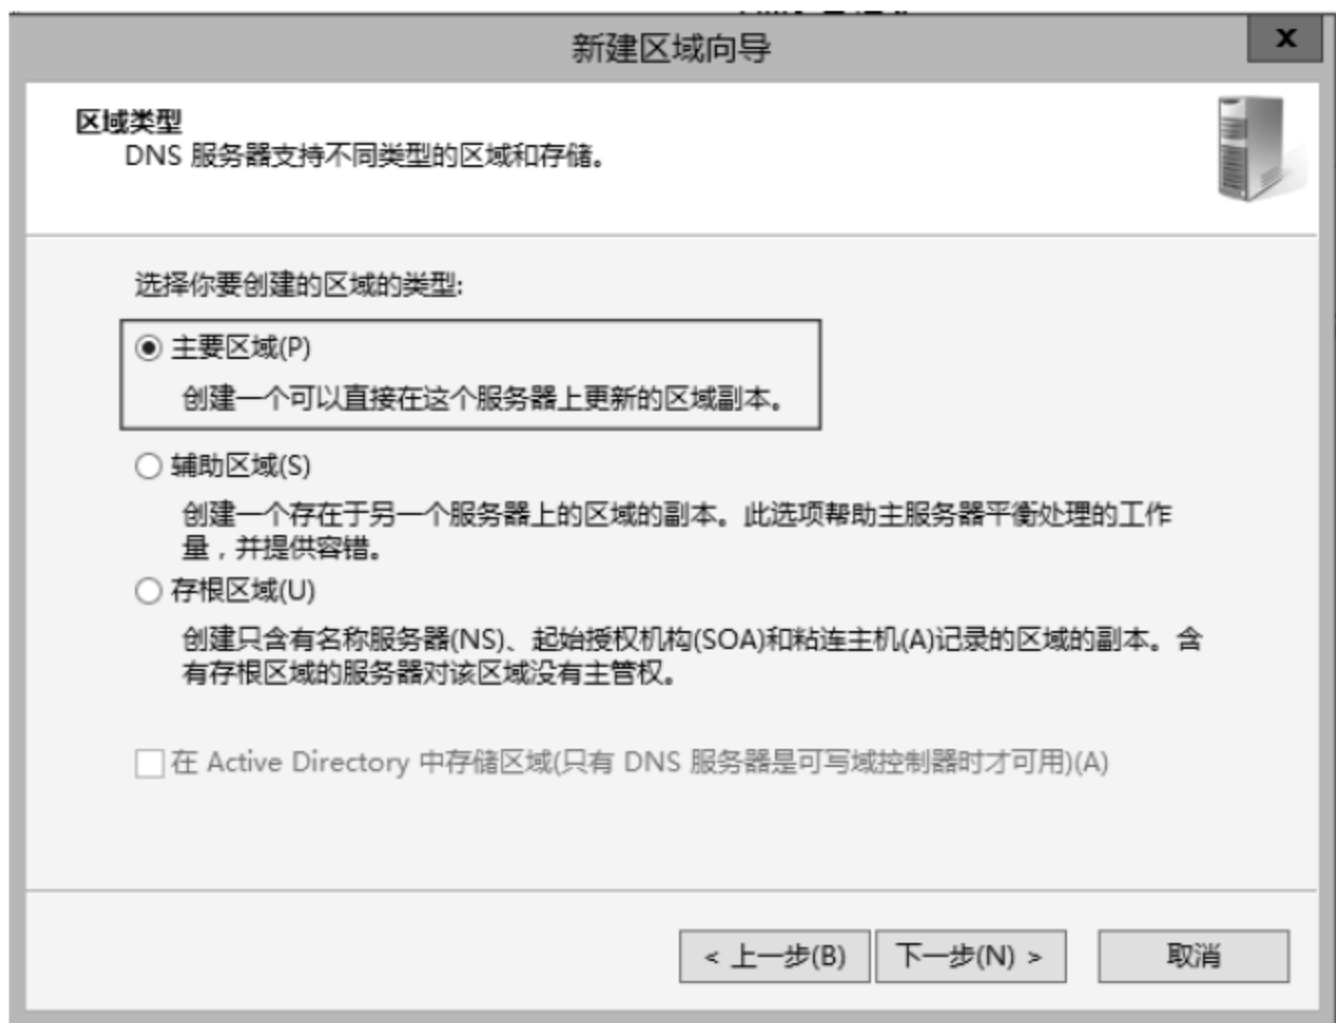 新建区域向导
x
区域类型
DNS 服务器支持不同类型的区域和存储。
选择你要创建的区域的类型:
主要区域(P)
创建一个可以直接在这个服务器上更新的区域副本。
辅助区域(S)
创建一个存在于另一个服务器上的区域的副本。此选项帮助主服务器平衡处理的工作
量，并提供容错。
存根区域(U)
创建只含有名称服务器(NS)、起始授权机构(SOA)和粘连主机(A)记录的区域的副本。含
有存根区域的服务器对该区域没有主管权。
在 Active Directory 中存储区域(只有 DNS 服务器是可写域控制器时才可用)(A)
< 上一步(B) 下一步(N) > 取消